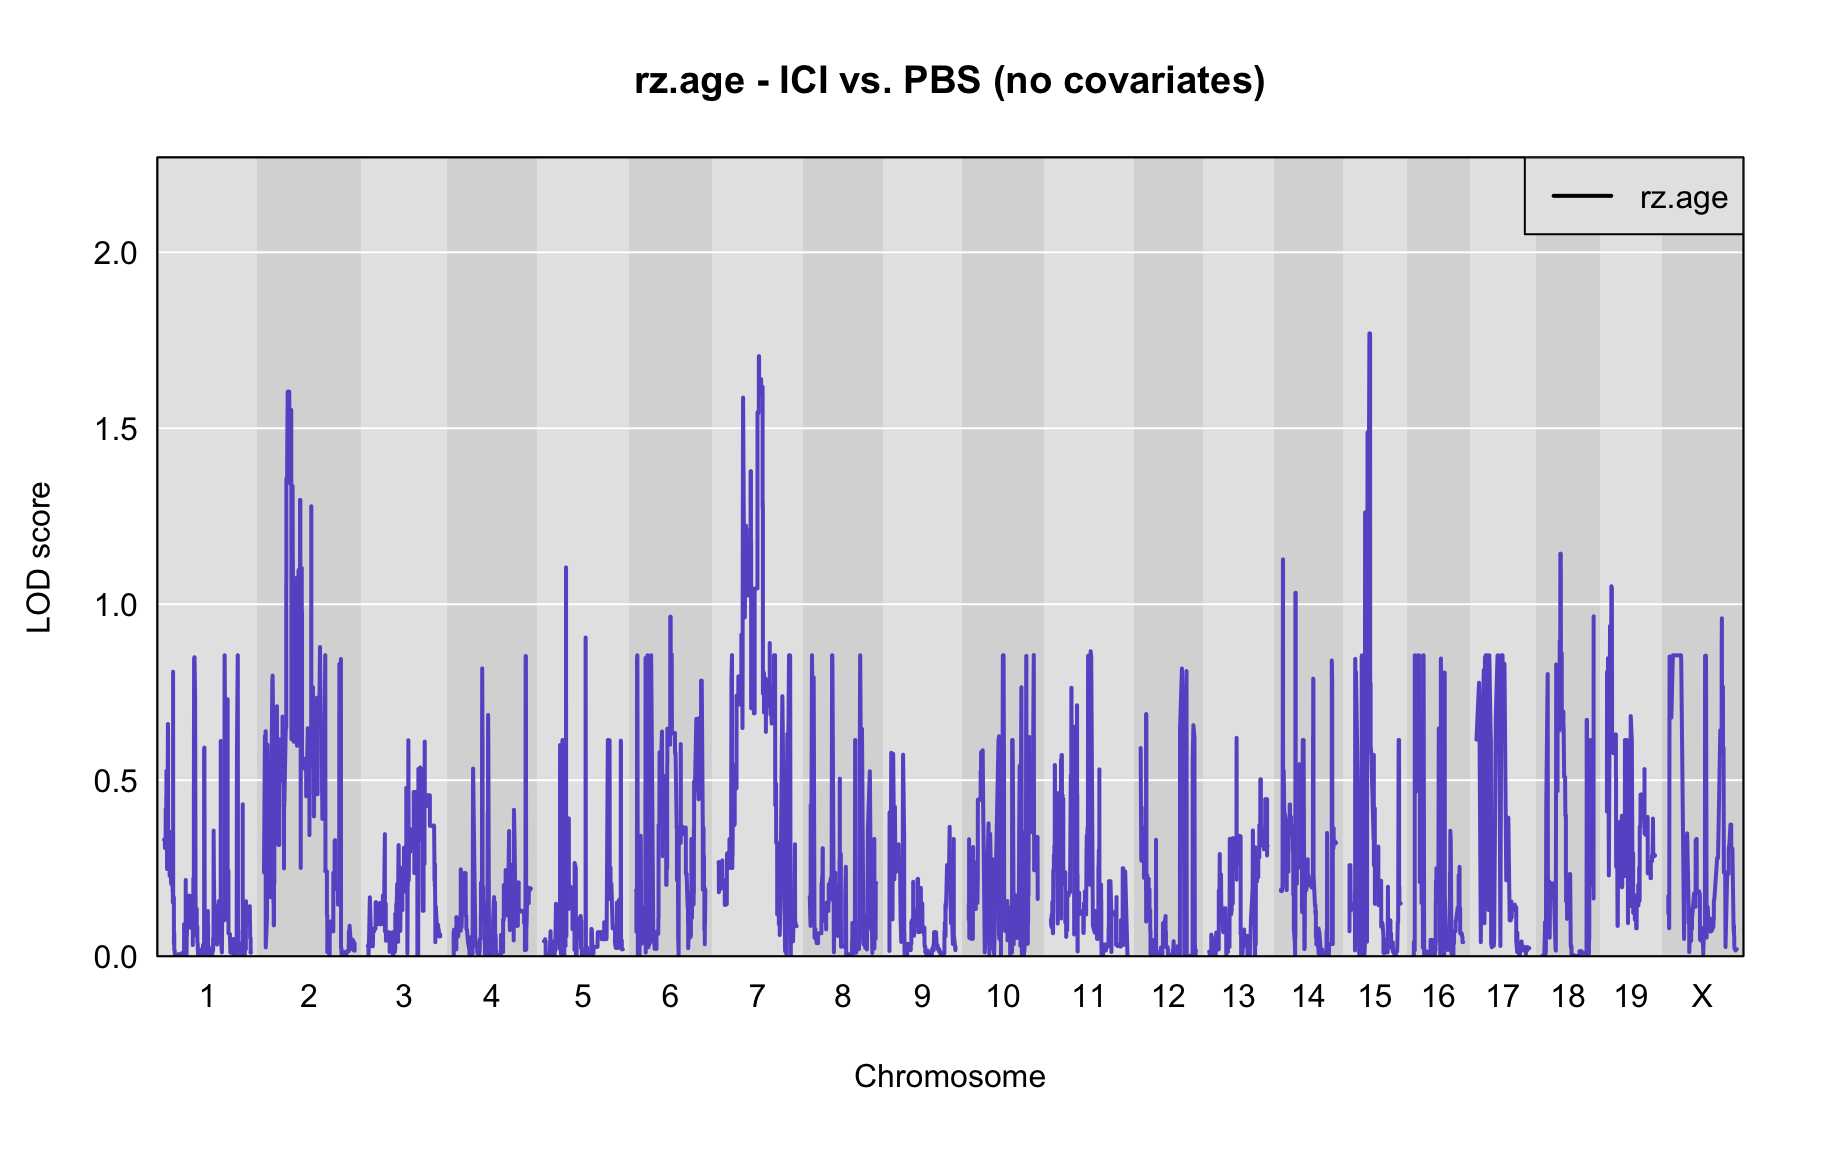 rz.age - ICI vs. PBS (no covariates)
rz.age
2.0
1.5
1.0
0.5
0.0
LOD score
1 2 3 4 5 6 7 8 9 10 11 12 13 14 15 16 17 18 19 X
Chromosome